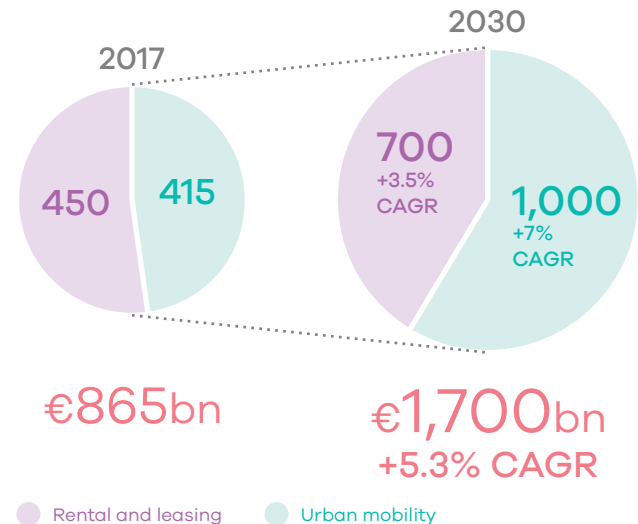 2017
2030
450
415
700
+3.5%
CAGR
1,000
+7%
CAGR
€865bn
€1,700bn
+5.3% CAGR
Rental and leasing
Urban mobility